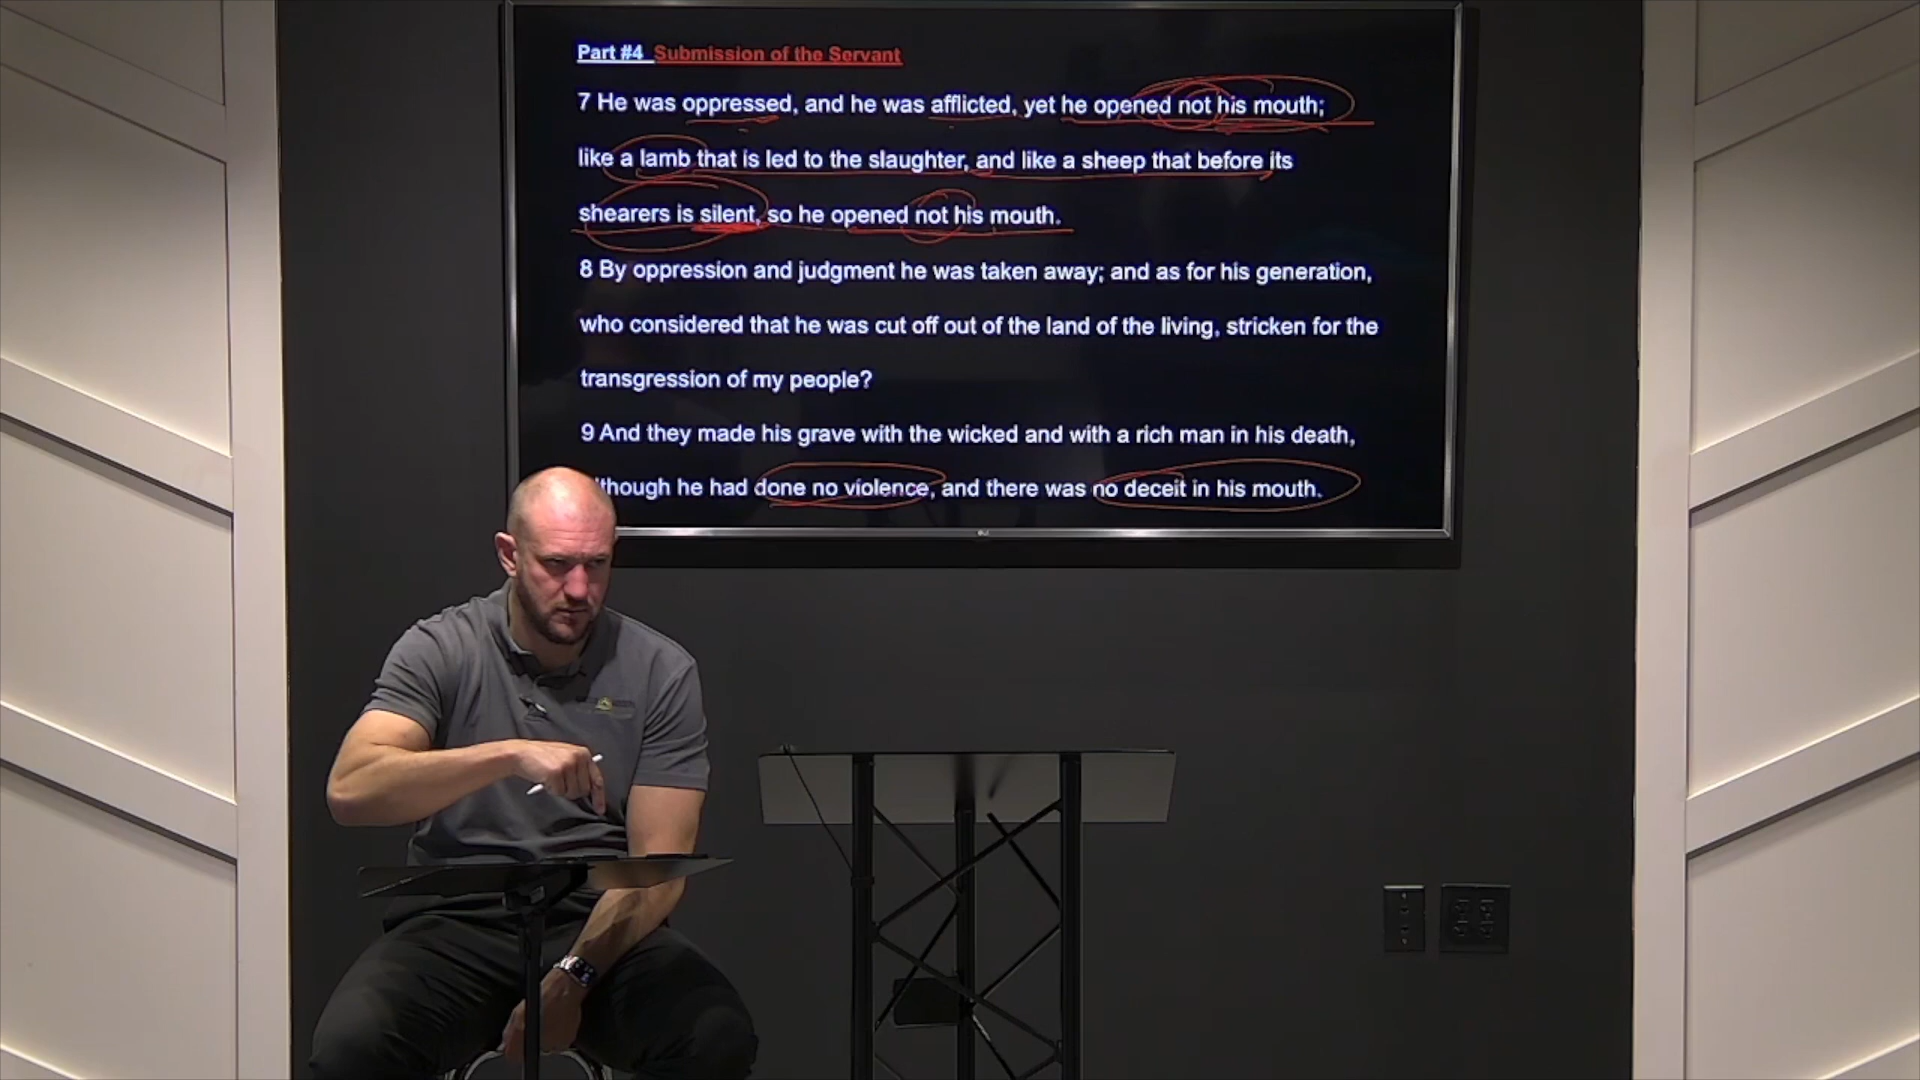 Part #4 Submission of the Servant
7 He was oppressed, and he was afflicted, yet he opened not his mouth;
like a lamb that is led to the slaughter, and like a sheep that before its
shearers is silent, so he opened not his mouth.
8 By oppression and judgment he was taken away; and as for his generation,
who considered that he was cut off out of the land of the living, stricken for the
transgression of my people?
9 And they made his grave with the wicked and with a rich man in his death,
though he had done no violence, and there was no deceit in his mouth.